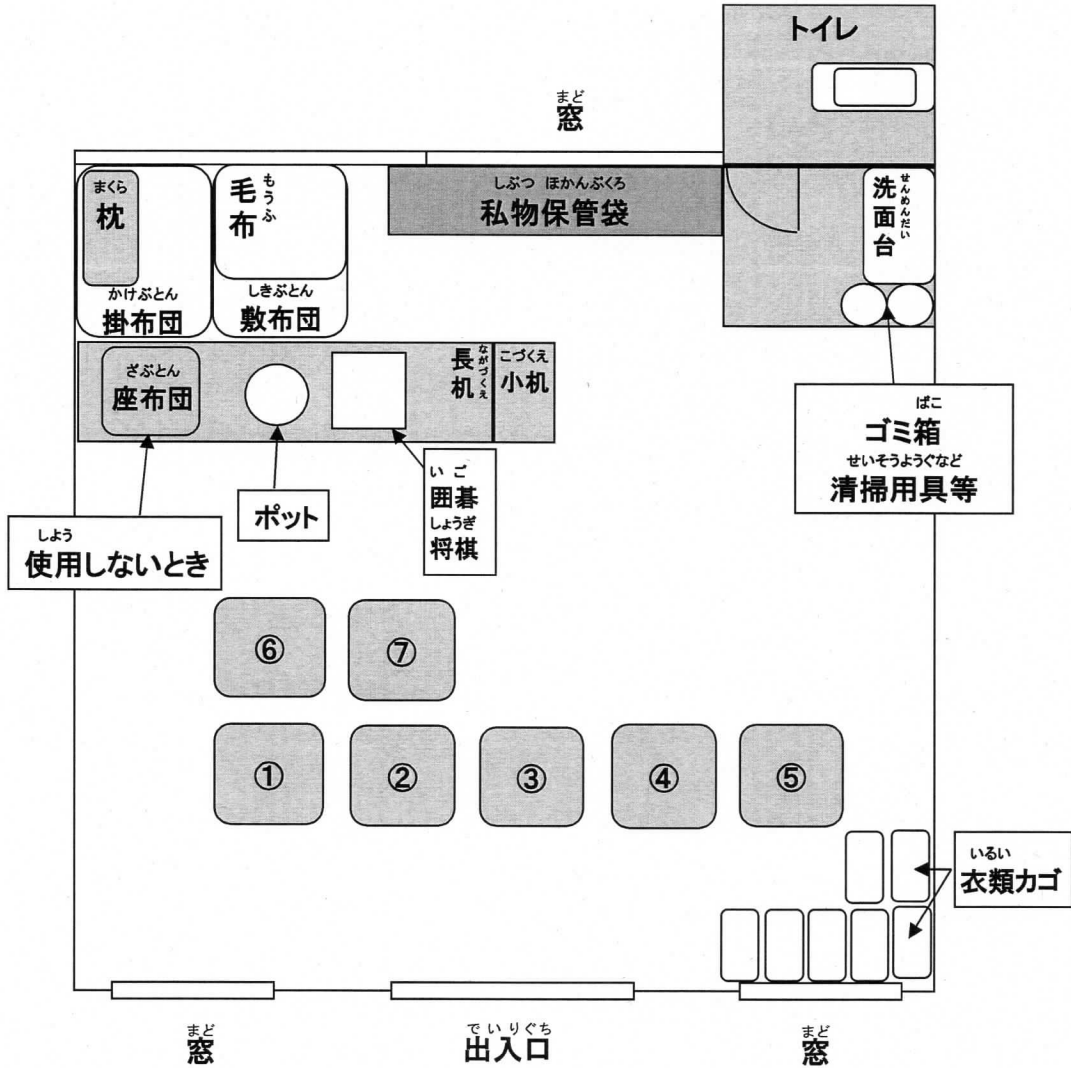 トイレ
まど
窓
まくら
枕
もうふ
毛布
しぶつ ほかんぶくろ
私物保管袋
せんめんだい
洗面台
かけぶとん
掛布団
しきぶとん
敷布団
ざぶとん
座布団
ながづくえ
長机
こづくえ
小机
ばこ
ゴミ箱
せいそうようぐなど
清掃用具等
いご
囲碁
しょうぎ
将棋
ポット
しよう
使用しないとき
⑥ ⑦
① ② ③ ④ ⑤
いるい
衣類カゴ
まど
窓
でいりぐち
出入口
まど
窓